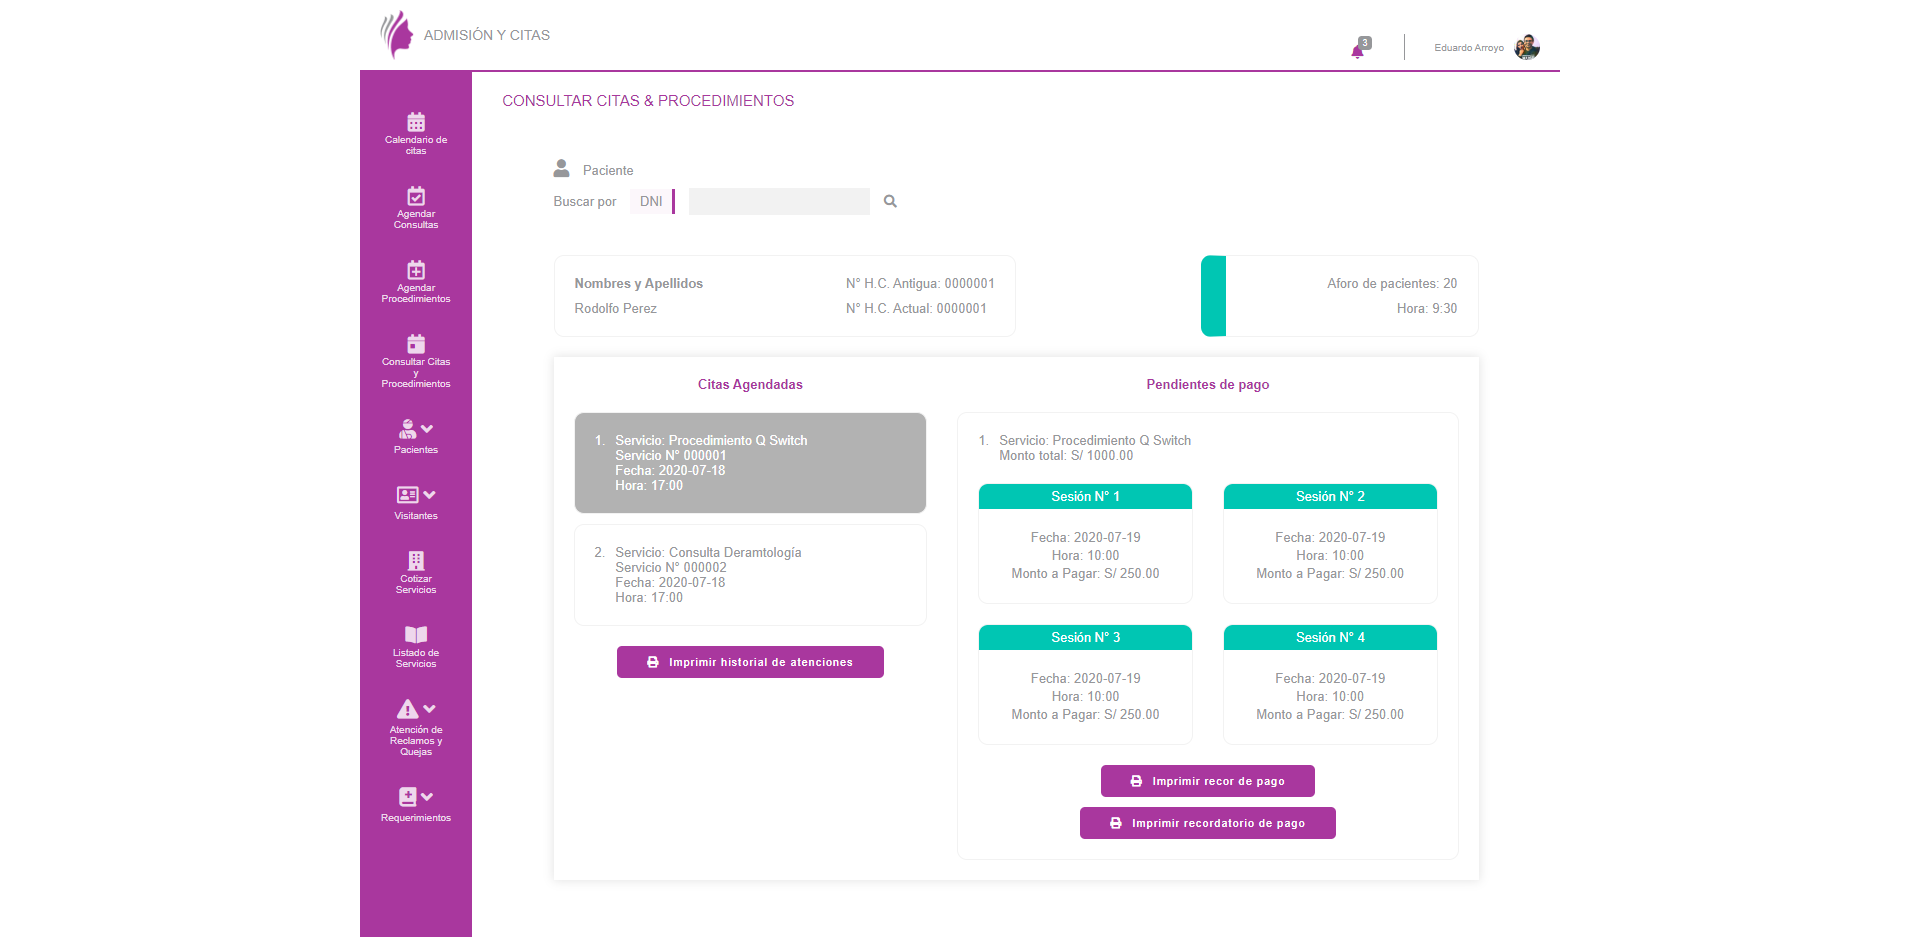 ADMISIÓN Y CITAS
3
Eduardo Arroyo
CONSULTAR CITAS & PROCEDIMIENTOS
Calendario de
citas
Agendar
Consultas
Agendar
Procedimientos
Consultar Citas
y
Procedimientos
Pacientes
Visitantes
Cotizar
Servicios
Listado de
Servicios
Atención de
Reclamos y
Quejas
Requerimientos
Paciente
Buscar por DNI
Nombres y Apellidos
Rodolfo Perez
N° H.C. Antigua: 0000001
N° H.C. Actual: 0000001
Aforo de pacientes: 20
Hora: 9:30
Citas Agendadas
1. Servicio: Procedimiento Q Switch
Servicio N° 000001
Fecha: 2020-07-18
Hora: 17:00
2. Servicio: Consulta Deramtología
Servicio N° 000002
Fecha: 2020-07-18
Hora: 17:00
Imprimir historial de atenciones
Pendientes de pago
1. Servicio: Procedimiento Q Switch
Monto total: S/ 1000.00
Sesión N° 1
Fecha: 2020-07-19
Hora: 10:00
Monto a Pagar: S/ 250.00
Sesión N° 2
Fecha: 2020-07-19
Hora: 10:00
Monto a Pagar: S/ 250.00
Sesión N° 3
Fecha: 2020-07-19
Hora: 10:00
Monto a Pagar: S/ 250.00
Sesión N° 4
Fecha: 2020-07-19
Hora: 10:00
Monto a Pagar: S/ 250.00
Imprimir recor de pago
Imprimir recordatorio de pago